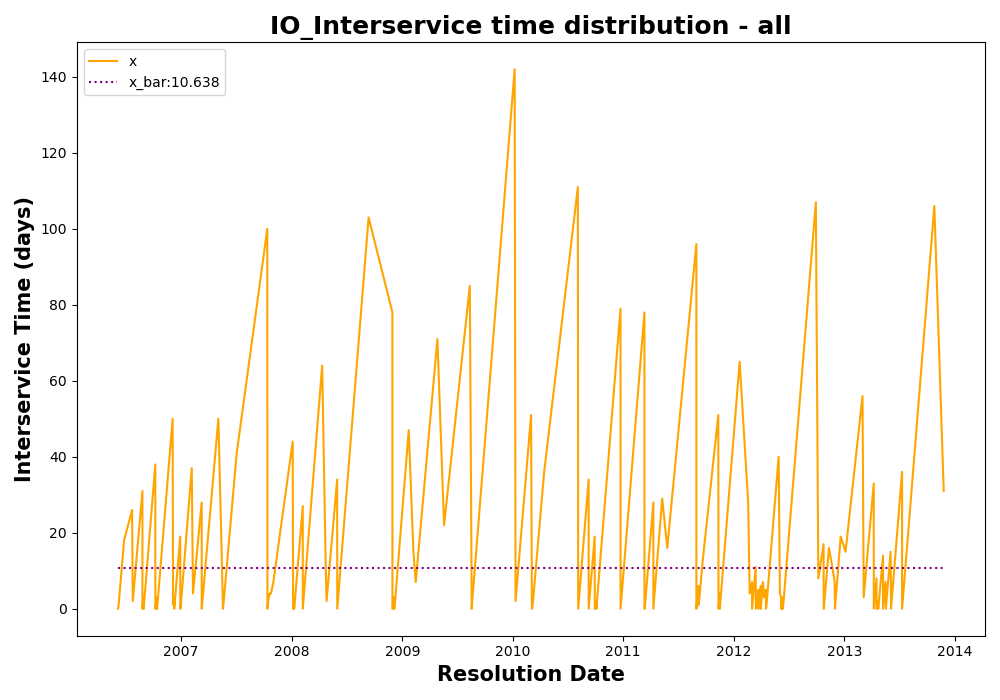 IO_Interservice time distribution - all
x
x_bar:10.638
Interservice Time (days)
140
120
100
80
60
40
20
0
2007 2008 2009 2010 2011 2012 2013 2014
Resolution Date